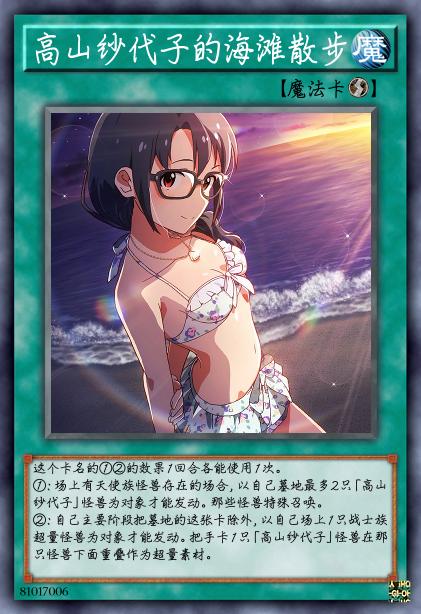 高山纱代子的海滩散步 魔
【魔法卡】
这个卡名的①②的效果1回合各能使用1次。
①：场上有天使族怪兽存在的场合，以自己墓地最多2只「高山
纱代子」怪兽为对象才能发动。那些怪兽特殊召唤。
②：自己主要阶段把墓地的这张卡除外，以自己场上1只战士族
超量怪兽为对象才能发动。把手卡1只「高山纱代子」怪兽在那
只怪兽下面重叠作为超量素材。
81017006